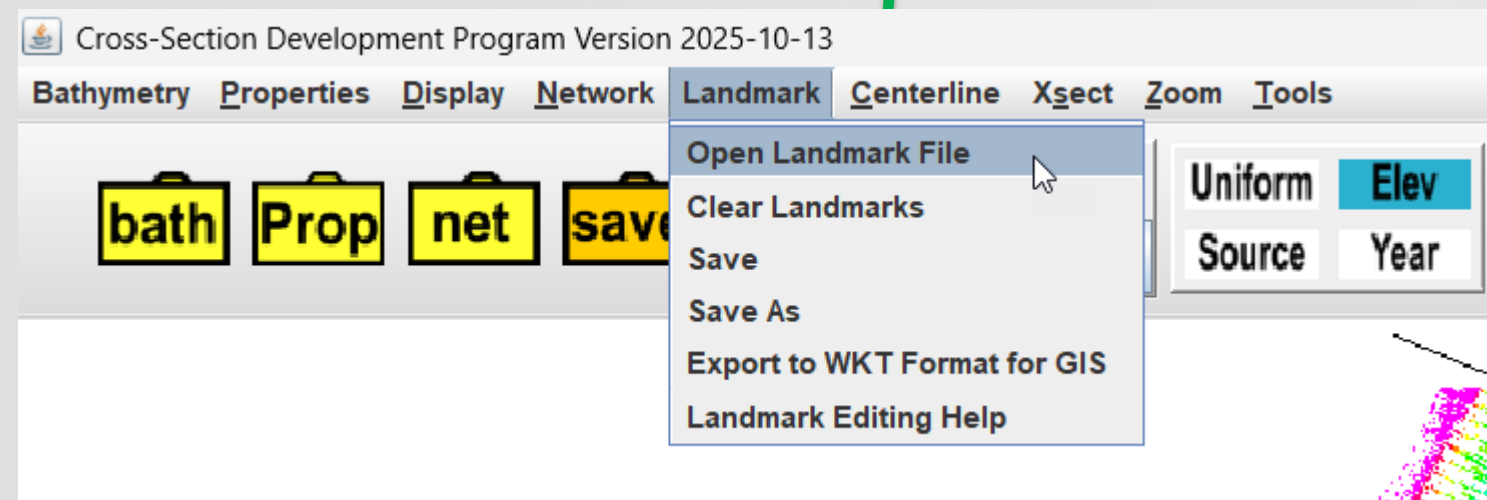 Cross-Section Development Program Version 2025-10-13
Bathymetry Properties Display Network Landmark Centerline Xsect Zoom Tools
bath Prop net save
Uniform Elev
Source Year
Open Landmark File
Clear Landmarks
Save
Save As
Export to WKT Format for GIS
Landmark Editing Help